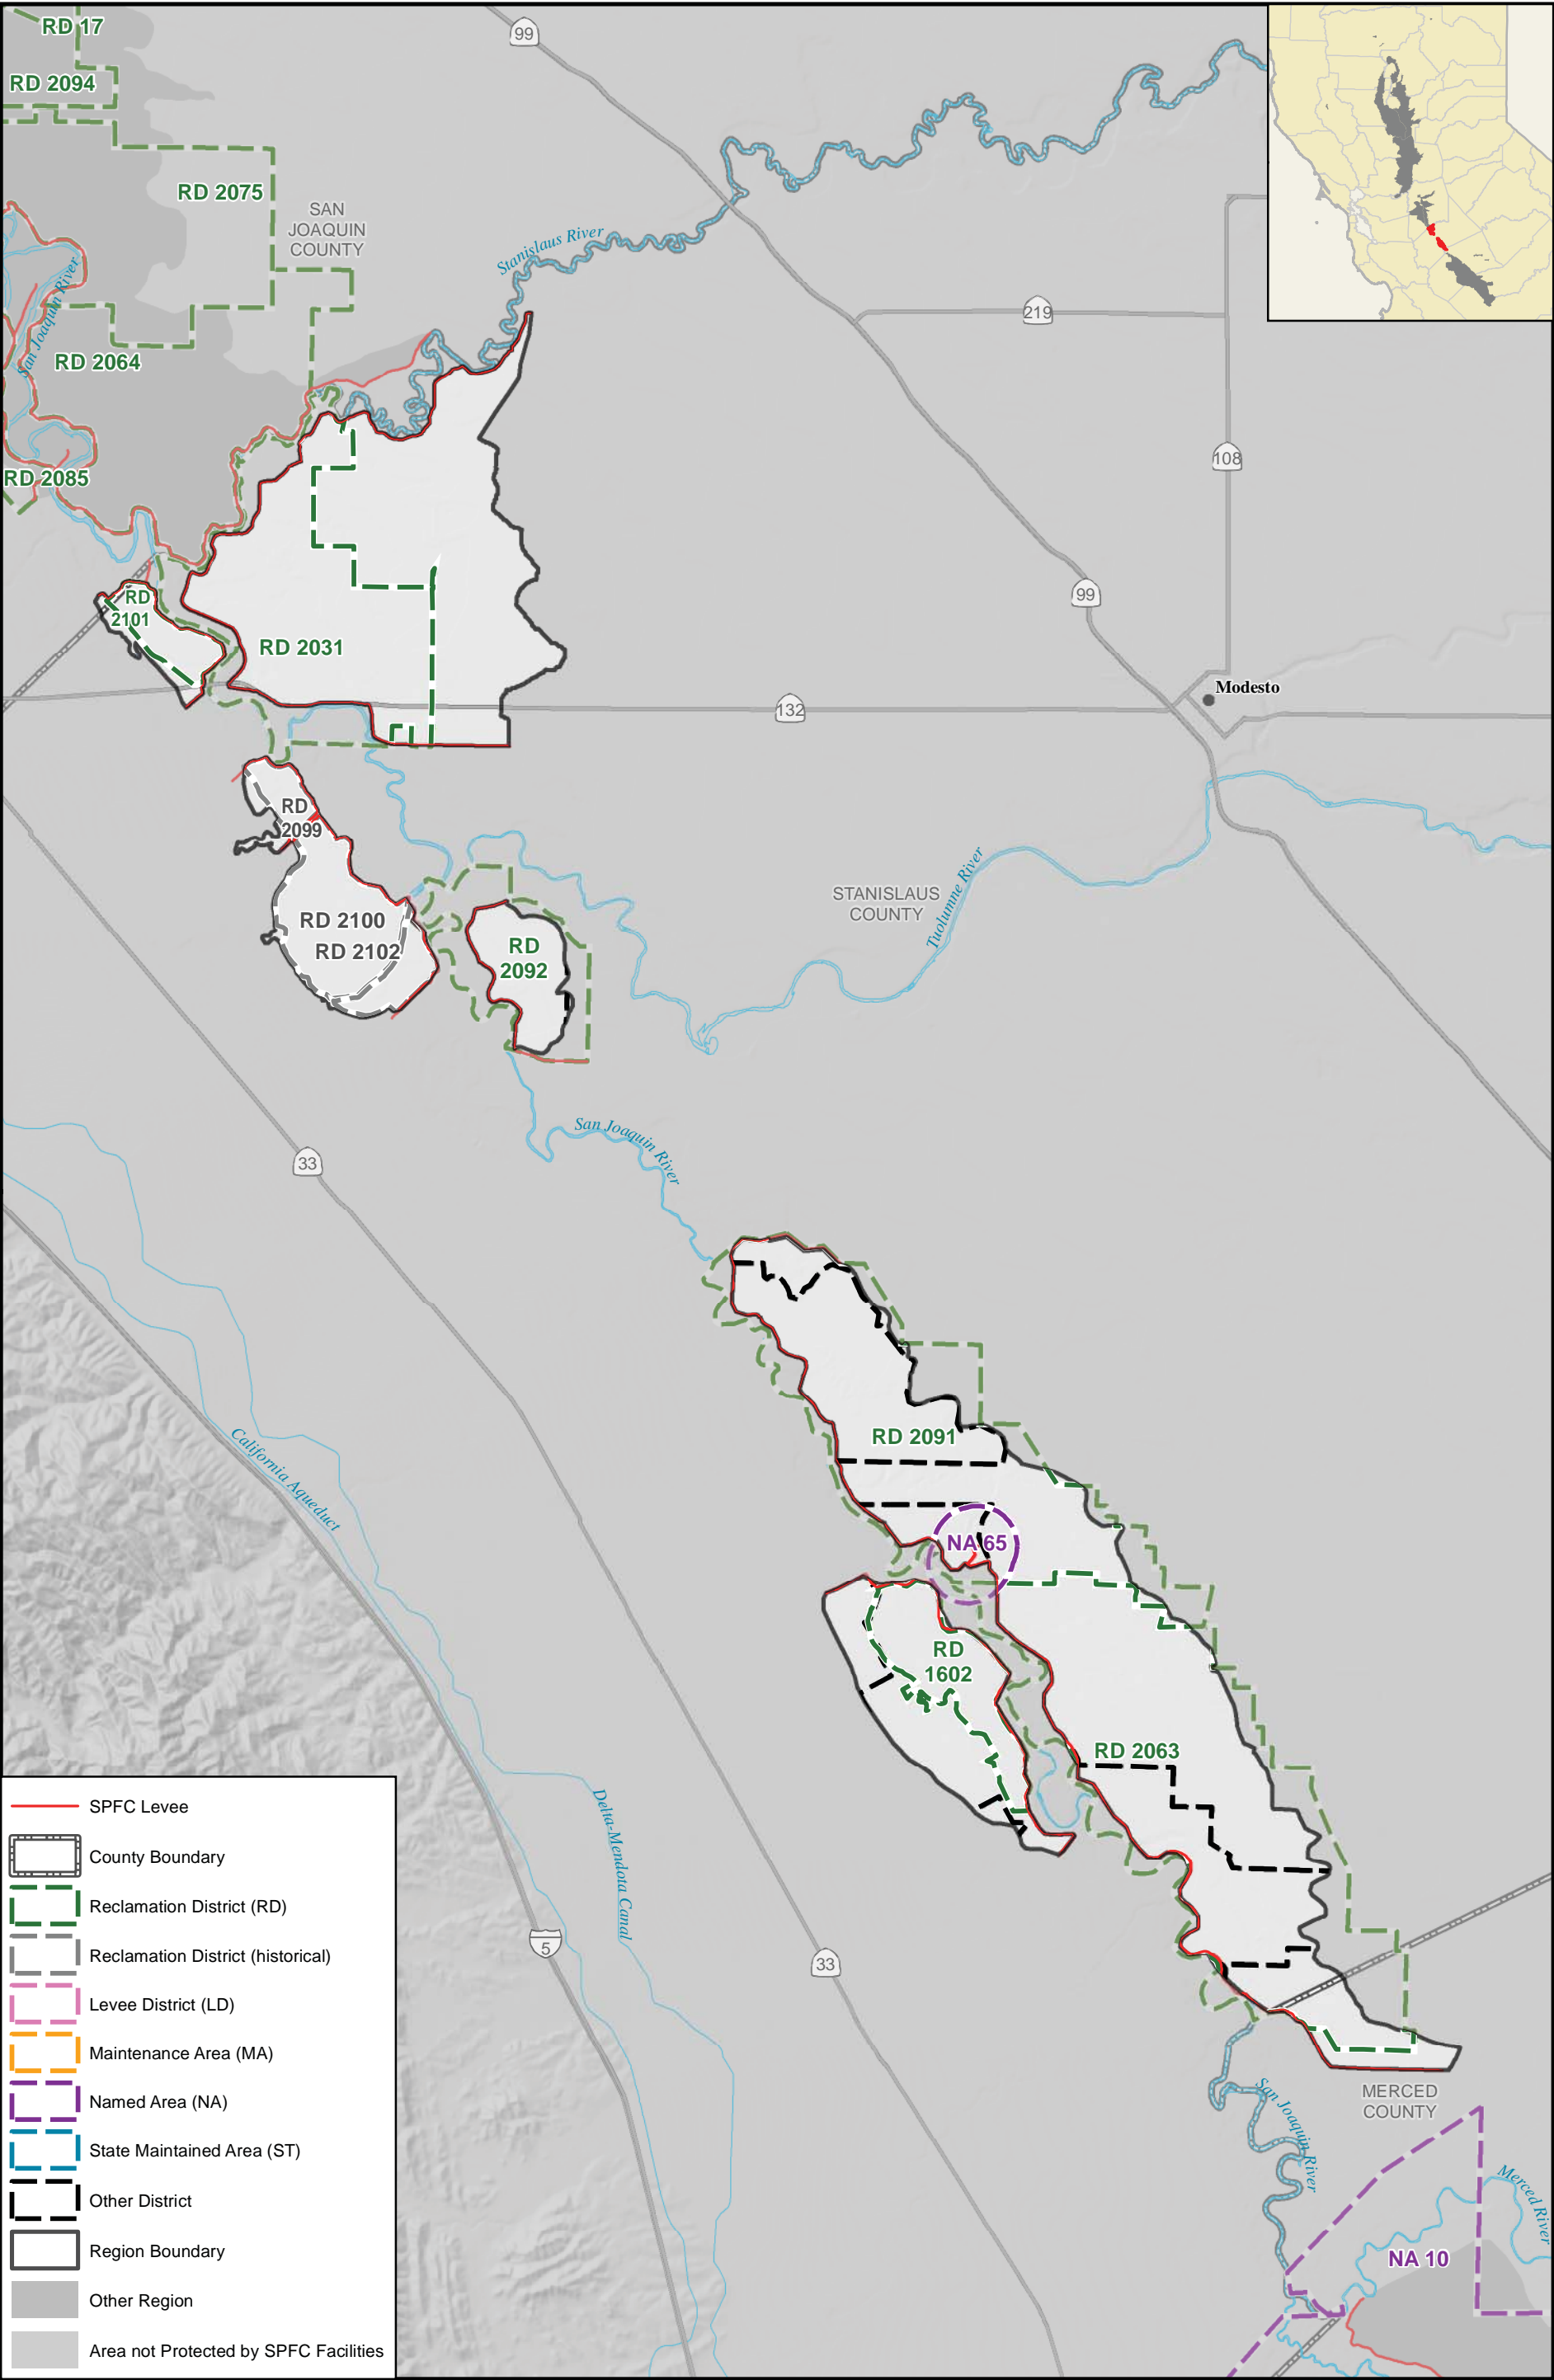 RD 17
99
RD 2094
RD 2075
SAN
JOAQUIN
COUNTY
Stanislaus River
San Joaquin River
219
RD 2064
108
RD 2085
99
RD
2101
RD 2031
Modesto
132
RD
2099
STANISLAUS
COUNTY
Tuolumne River
RD 2100
RD 2102
RD
2092
San Joaquin River
33
RD 2091
California Aqueduct
NA 65
RD
1602
RD 2063
Delta-Mendota Canal
5
33
MERCED
COUNTY
San Joaquin River
Merced River
NA 10
SPFC Levee
County Boundary
Reclamation District (RD)
Reclamation District (historical)
Levee District (LD)
Maintenance Area (MA)
Named Area (NA)
State Maintained Area (ST)
Other District
Region Boundary
Other Region
Area not Protected by SPFC Facilities